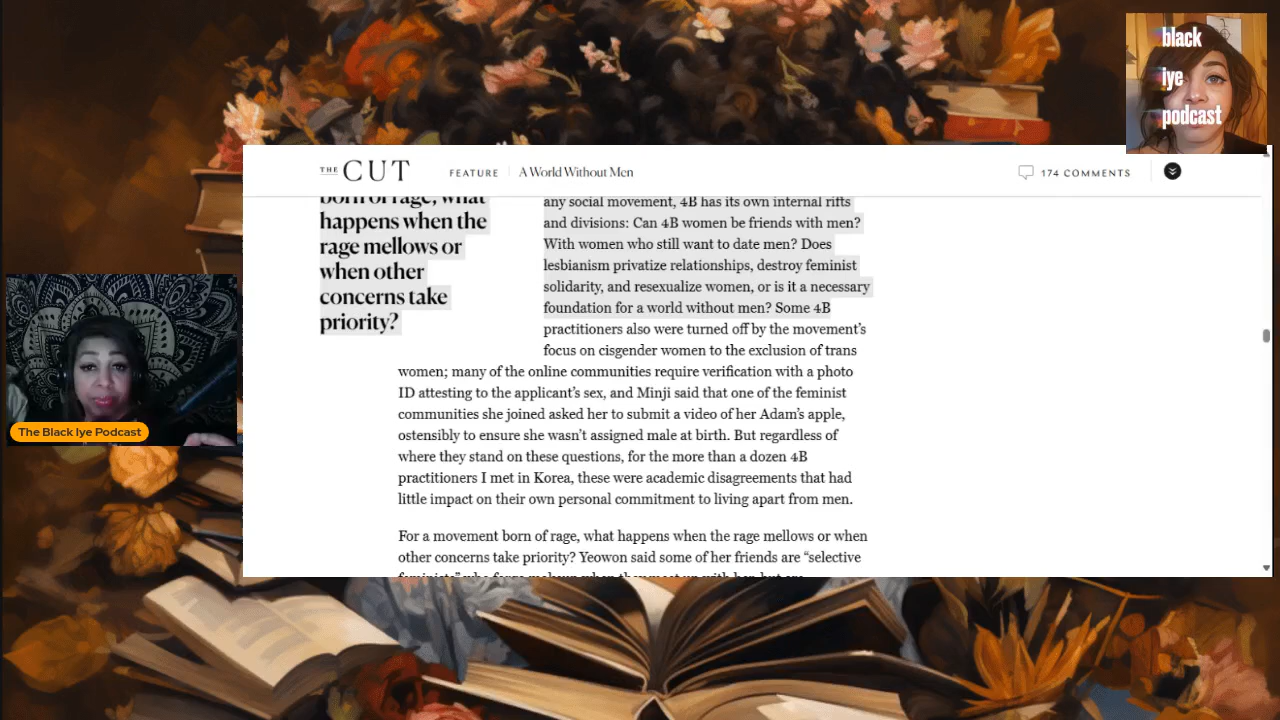 black
iye
podcast
THE CUT
FEATURE
A World Without Men
174 COMMENTS
born of rage, what
happens when the
rage mellows or
when other
concerns take
priority?
any social movement, 4B has its own internal rifts
and divisions: Can 4B women be friends with men?
With women who still want to date men? Does
lesbianism privatize relationships, destroy feminist
solidarity, and resexualize women, or is it a necessary
foundation for a world without men? Some 4B
practitioners also were turned off by the movement’s
focus on cisgender women to the exclusion of trans
women; many of the online communities require verification with a photo
ID attesting to the applicant’s sex, and Minji said that one of the feminist
communities she joined asked her to submit a video of her Adam’s apple,
ostensibly to ensure she wasn’t assigned male at birth. But regardless of
where they stand on these questions, for the more than a dozen 4B
practitioners I met in Korea, these were academic disagreements that had
little impact on their own personal commitment to living apart from men.
For a movement born of rage, what happens when the rage mellows or when
other concerns take priority? Yeowon said some of her friends are “selective
The Black Iye Podcast